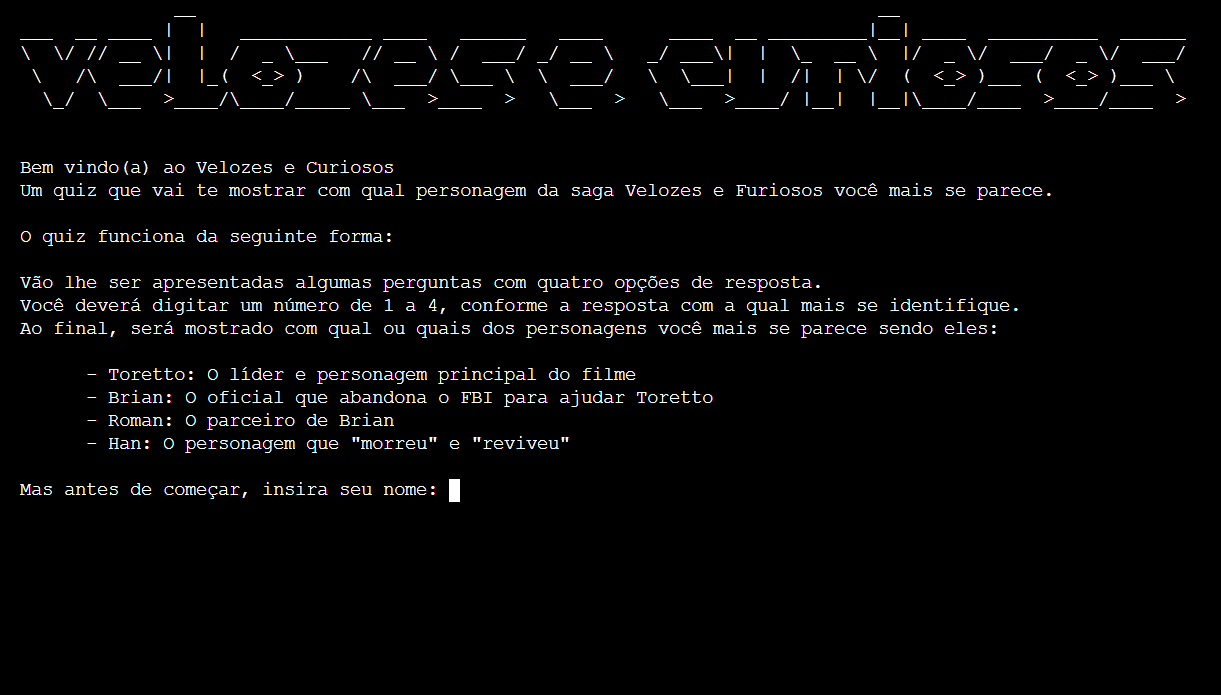 velozes e curiosos
Bem vindo(a) ao Velozes e Curiosos
Um quiz que vai te mostrar com qual personagem da saga Velozes e Furiosos você mais se parece.
O quiz funciona da seguinte forma:
Vão lhe ser apresentadas algumas perguntas com quatro opções de resposta.
Você deverá digitar um número de 1 a 4, conforme a resposta com a qual mais se identifique.
Ao final, será mostrado com qual ou quais dos personagens você mais se parece sendo eles:
- Toretto: O líder e personagem principal do filme
- Brian: O oficial que abandona o FBI para ajudar Toretto
- Roman: O parceiro de Brian
- Han: O personagem que "morreu" e "reviveu"
Mas antes de começar, insira seu nome: